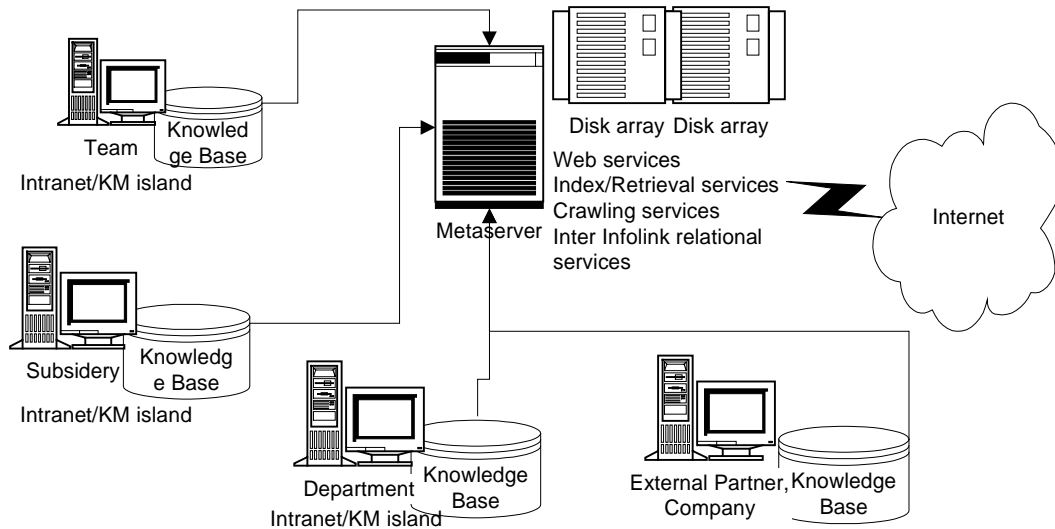 Disk array Disk array
Knowled
ge Base
Team
Intranet/KM island
Web services
Index/Retrieval services
Crawling services
Inter Infolink relational
services
Metaserver
Internet
Knowledg
e Base
Subsidery
Intranet/KM island
Knowledge
Base
Department
Intranet/KM island
External Partner,
Company
Knowledge
Base